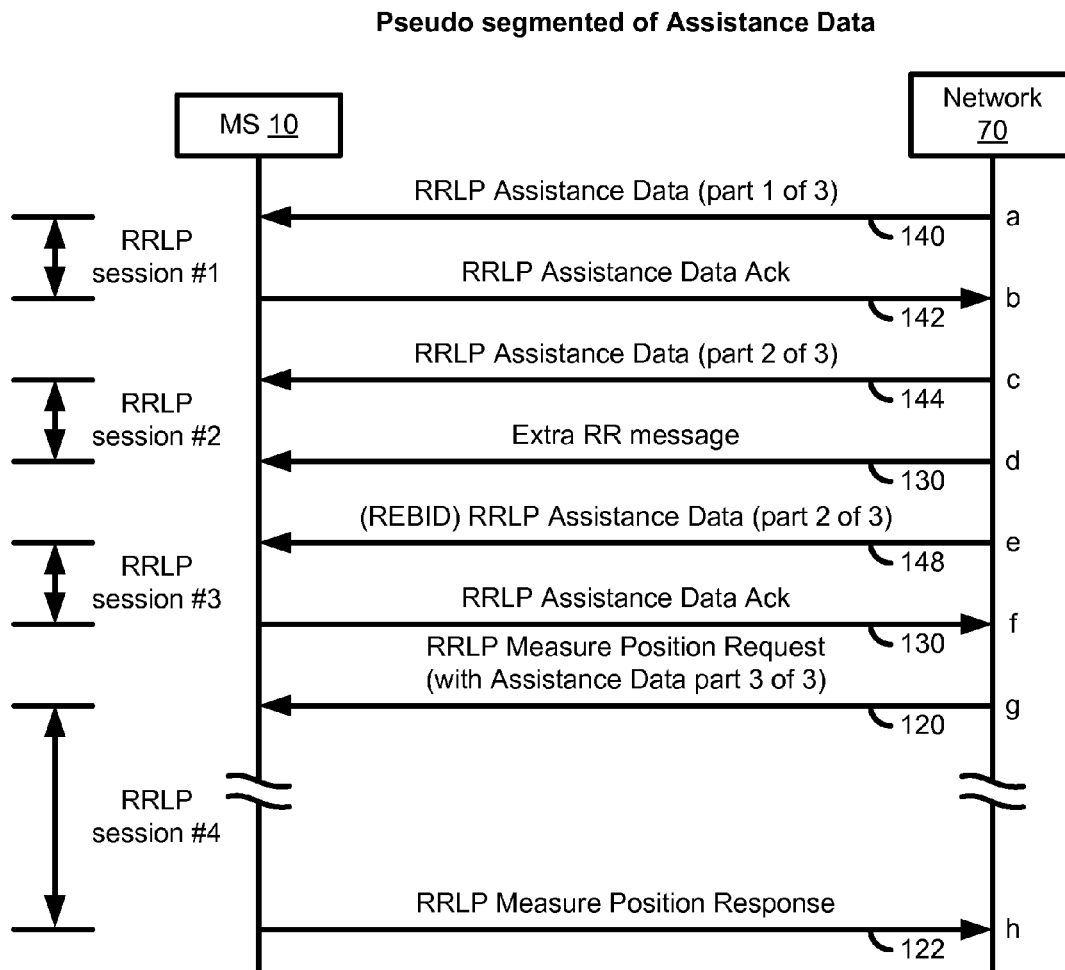 Pseudo segmented of Assistance Data
MS 10
Network
70
RRLP Assistance Data (part 1 of 3)
a
140
RRLP
session #1
RRLP Assistance Data Ack
b
142
RRLP Assistance Data (part 2 of 3)
c
144
RRLP
session #2
Extra RR message
d
130
(REBID) RRLP Assistance Data (part 2 of 3)
e
148
RRLP
session #3
RRLP Assistance Data Ack
f
130
RRLP Measure Position Request
(with Assistance Data part 3 of 3)
g
120
RRLP
session #4
RRLP Measure Position Response
h
122